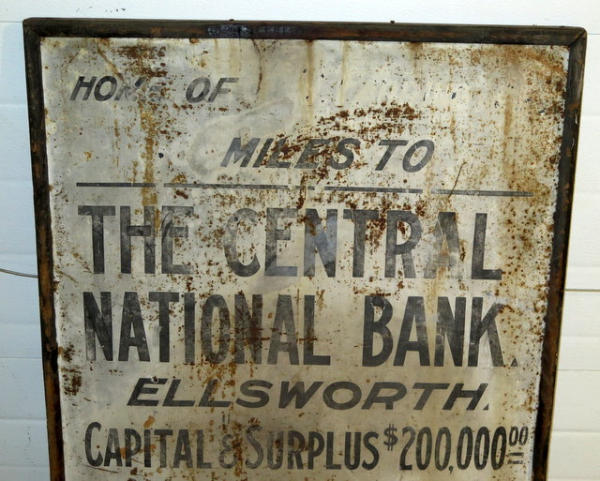 HOME OF
MILES TO
THE CENTRAL
NATIONAL BANK.
ELLSWORTH.
CAPITAL & SURPLUS $200,000 00